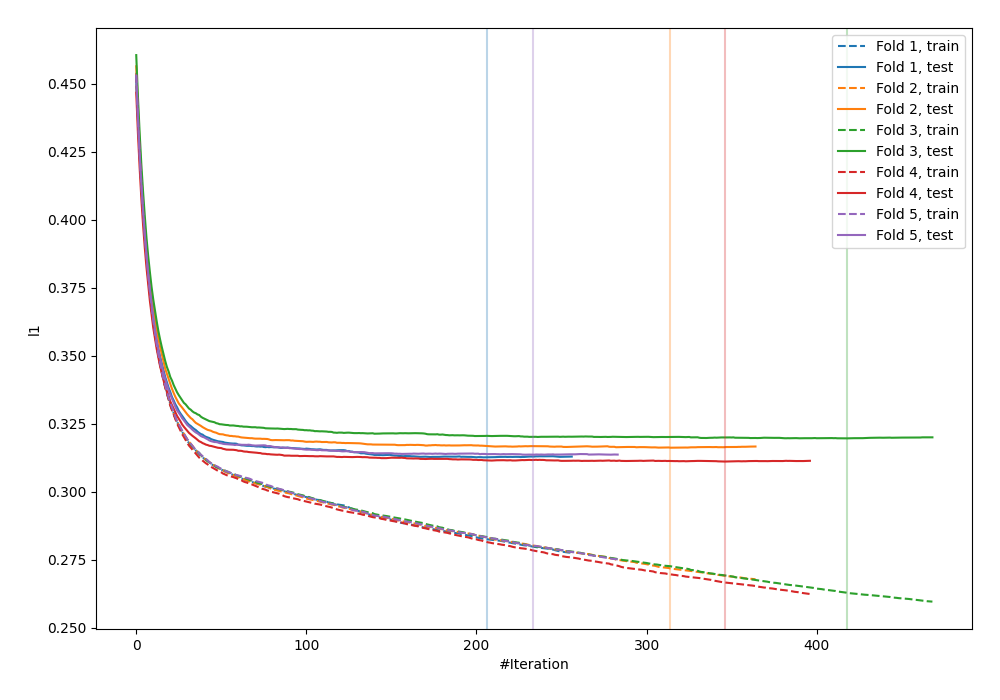 0.450
0.425
0.400
0.375
0.350
0.325
0.300
0.275
0.250
l1
0
100
200
300
400
#Iteration
Fold 1, train
Fold 1, test
Fold 2, train
Fold 2, test
Fold 3, train
Fold 3, test
Fold 4, train
Fold 4, test
Fold 5, train
Fold 5, test